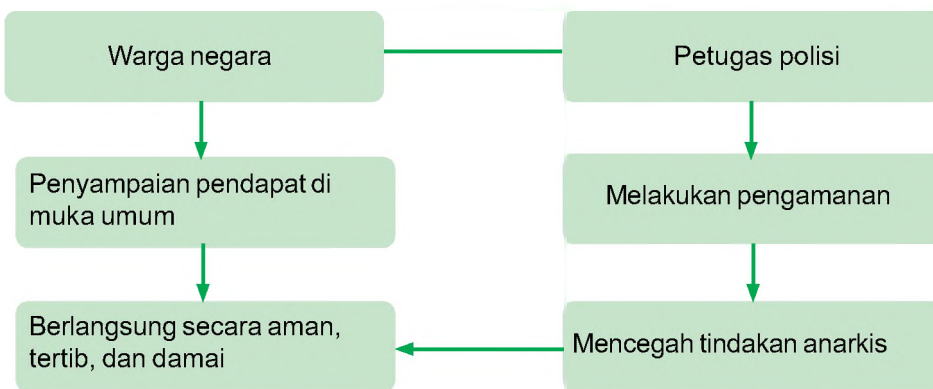 Warga negara
Petugas polisi
Penyampaian pendapat di
muka umum
Melakukan pengamanan
Berlangsung secara aman,
tertib, dan damai
Mencegah tindakan anarkis